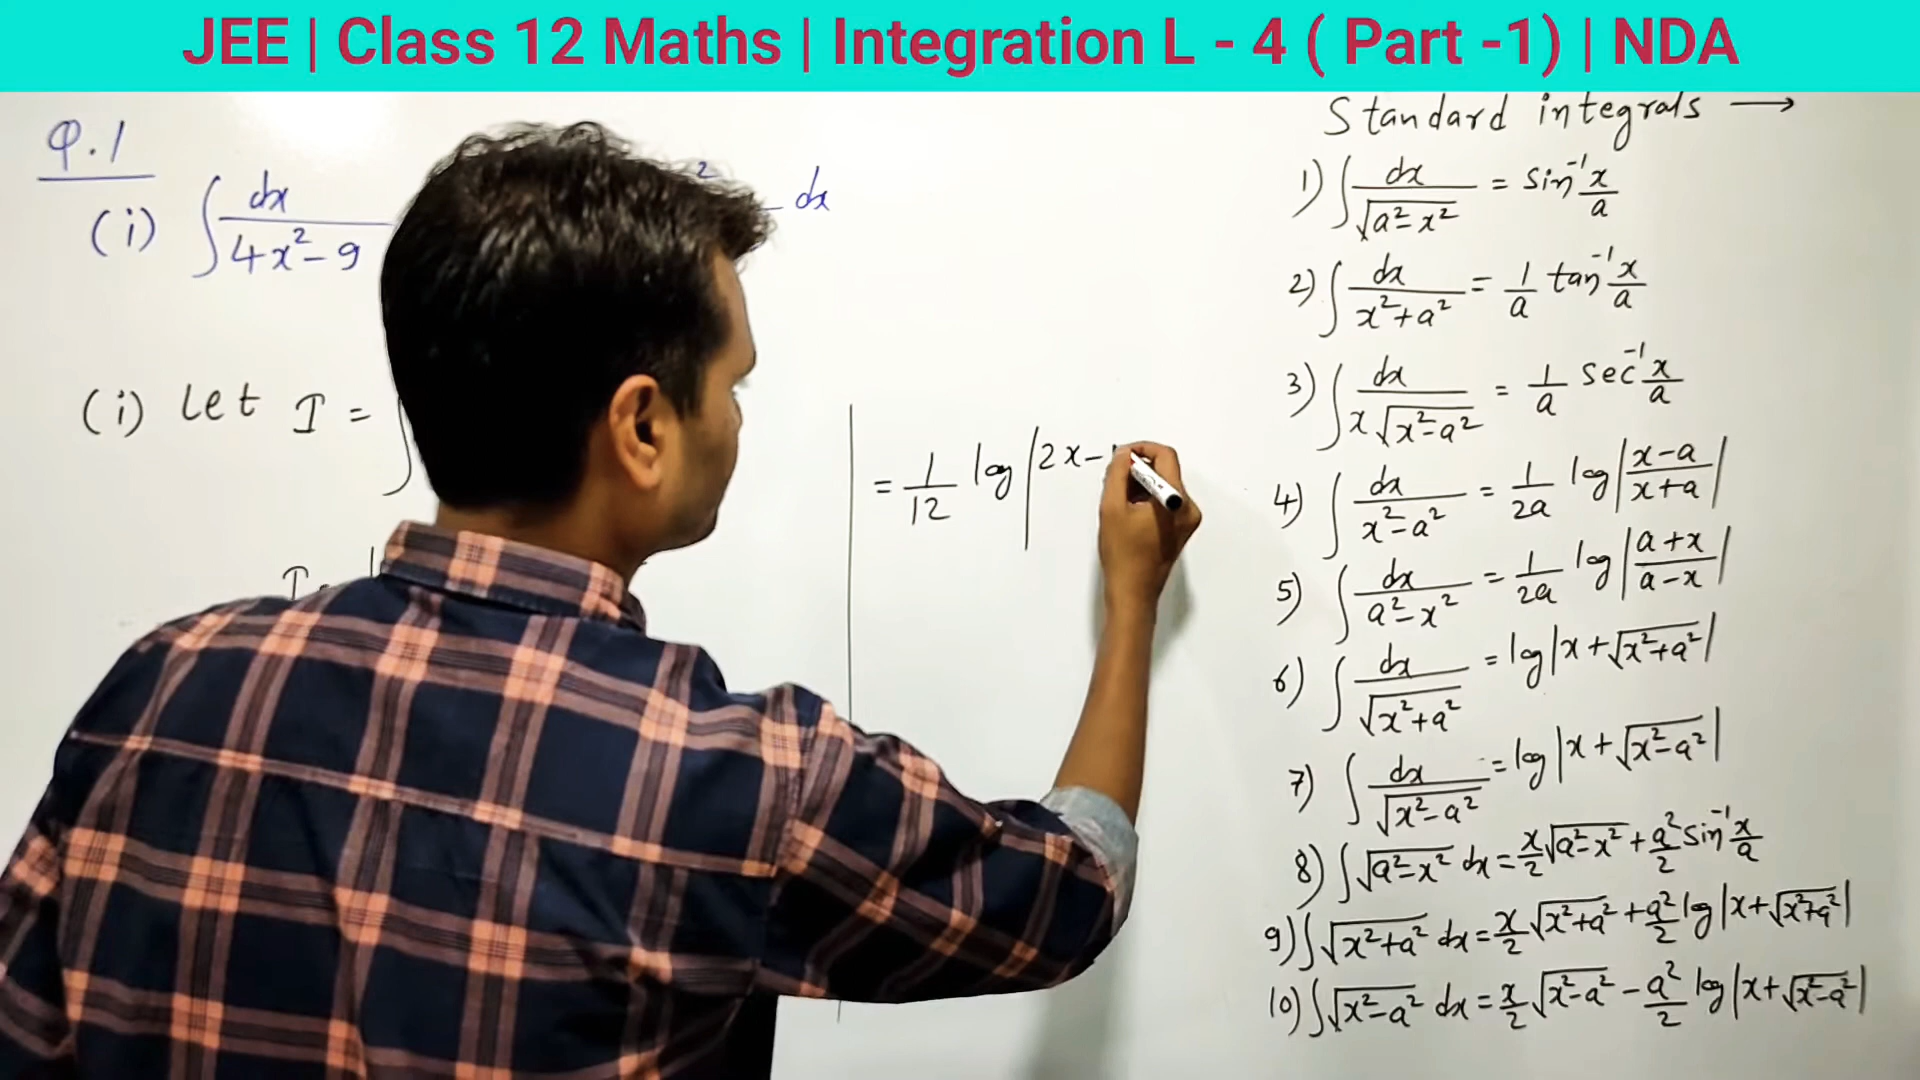 JEE | Class 12 Maths | Integration L - 4 ( Part -1) | NDA
Q.1
(i) ∫ dx / (4x² - 9)
² dx
(i) Let I = ∫
I =
= 1/12 log |2x -
Standard integrals →
1) ∫ dx / √(a² - x²) = sin⁻¹ x/a
2) ∫ dx / (x² + a²) = 1/a tan⁻¹ x/a
3) ∫ dx / (x √(x² - a²)) = 1/a sec⁻¹ x/a
4) ∫ dx / (x² - a²) = 1/2a log |(x - a) / (x + a)|
5) ∫ dx / (a² - x²) = 1/2a log |(a + x) / (a - x)|
6) ∫ dx / √(x² + a²) = log |x + √(x² + a²)|
7) ∫ dx / √(x² - a²) = log |x + √(x² - a²)|
8) ∫ √(a² - x²) dx = x/2 √(a² - x²) + a²/2 sin⁻¹ x/a
9) ∫ √(x² + a²) dx = x/2 √(x² + a²) + a²/2 log |x + √(x² + a²)|
10) ∫ √(x² - a²) dx = x/2 √(x² - a²) - a²/2 log |x + √(x² - a²)|